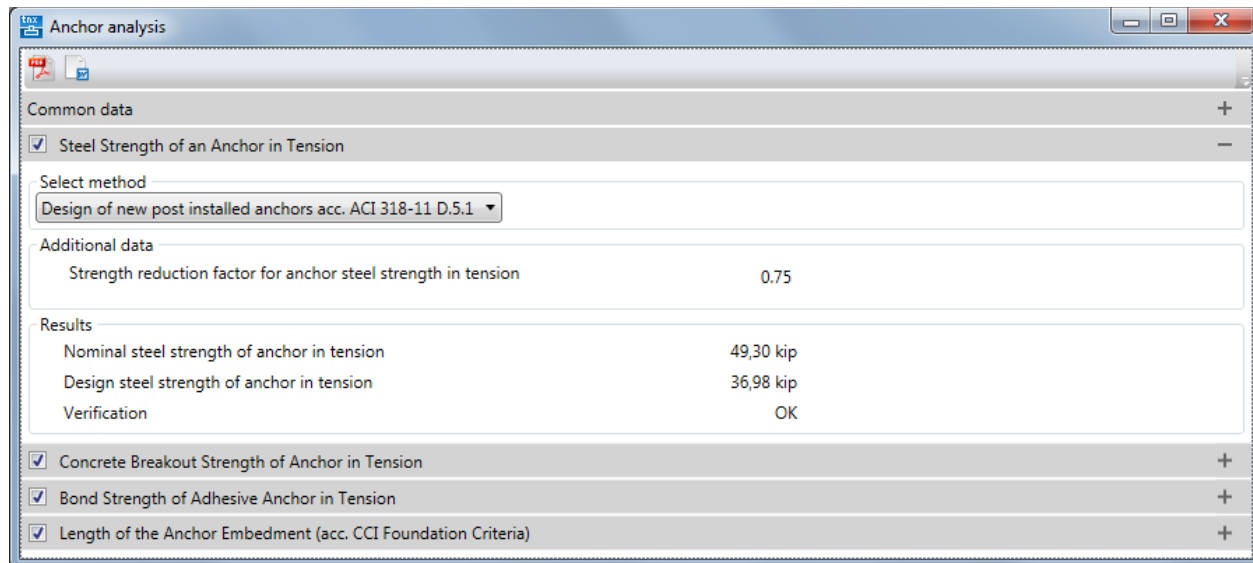 tnx
Anchor analysis
PDF
Common data
Steel Strength of an Anchor in Tension
Select method
Design of new post installed anchors acc. ACI 318-11 D.5.1
Additional data
Strength reduction factor for anchor steel strength in tension 0.75
Results
Nominal steel strength of anchor in tension 49,30 kip
Design steel strength of anchor in tension 36,98 kip
Verification OK
Concrete Breakout Strength of Anchor in Tension
Bond Strength of Adhesive Anchor in Tension
Length of the Anchor Embedment (acc. CCI Foundation Criteria)